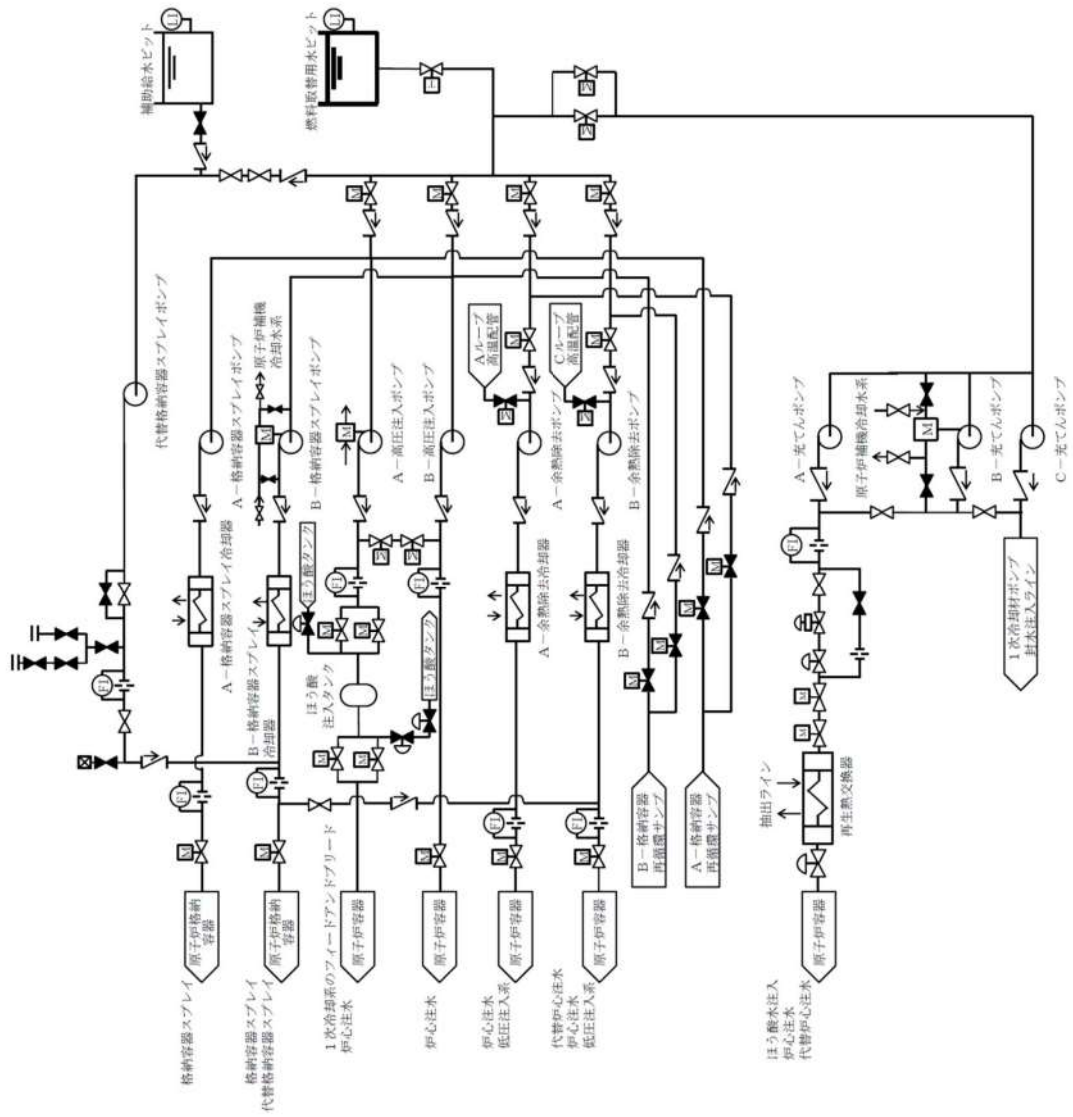 補助給水ピット
LI
燃料取替用水ピット
LI
代替格納容器スプレイポンプ
FI
A-格納容器スプレイポンプ
原子炉補機
冷却水系
B-格納容器スプレイポンプ
A-高圧注入ポンプ
B-高圧注入ポンプ
Aループ
高温配管
Cループ
高温配管
A-余熱除去ポンプ
B-余熱除去ポンプ
A-格納容器スプレイ冷却器
B-格納容器スプレイ
冷却器
ほう酸タンク
ほう酸
注入タンク
ほう酸タンク
A-余熱除去冷却器
B-余熱除去冷却器
B-格納容器
再循環サンプ
A-格納容器
再循環サンプ
A-充てんポンプ
原子炉補機冷却水系
B-充てんポンプ
C-充てんポンプ
1次冷却材ポンプ
封水注入ライン
抽出ライン
再生熱交換器
原子炉格納
容器
格納容器スプレイ
原子炉格納
容器
格納容器スプレイ
代替格納容器スプレイ
原子炉容器
1次冷却系のフィードアンドブリード
炉心注水
原子炉容器
炉心注水
原子炉容器
炉心注水
低圧注入系
原子炉容器
代替炉心注水
炉心注水
低圧注入系
原子炉容器
ほう酸水注入
炉心注水
代替炉心注水